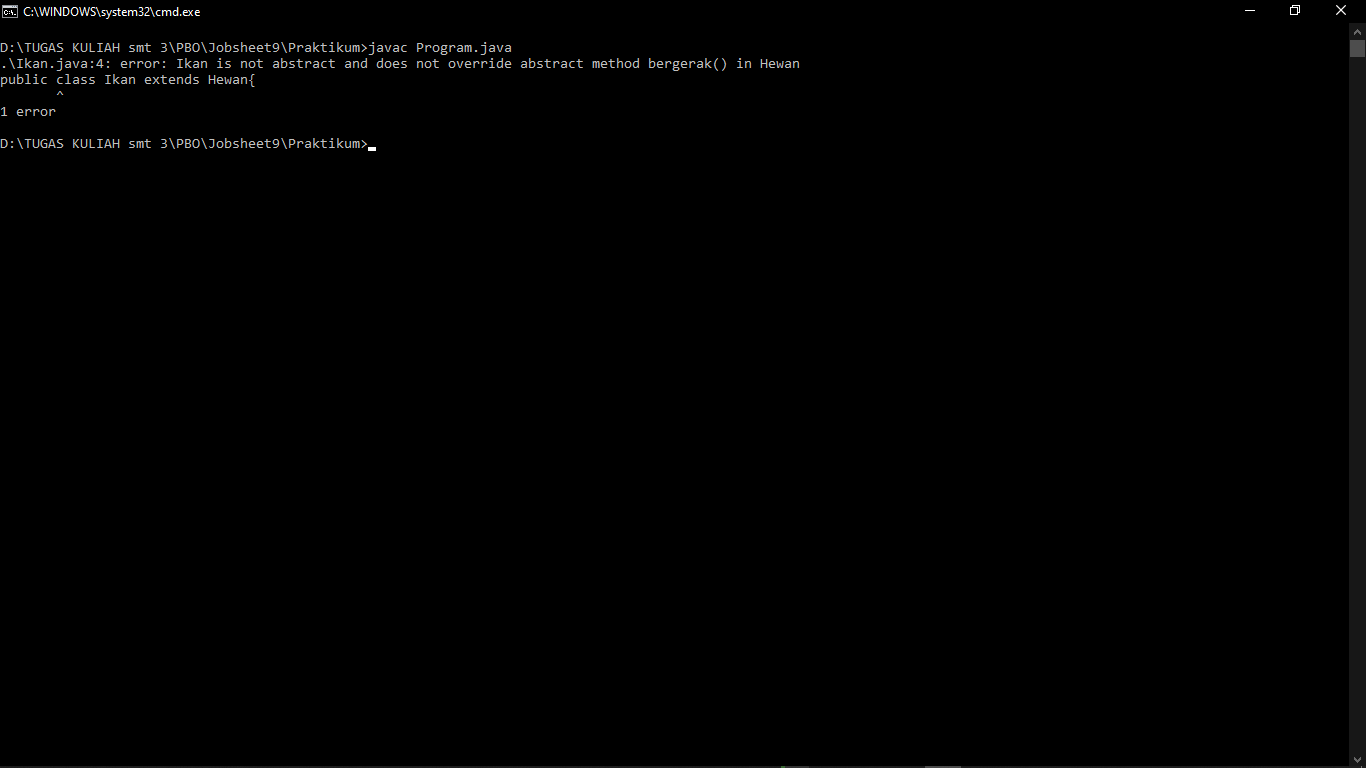 C:\WINDOWS\system32\cmd.exe
D:\TUGAS KULIAH smt 3\PBO\Jobsheet9\Praktikum>javac Program.java
.\Ikan.java:4: error: Ikan is not abstract and does not override abstract method bergerak() in Hewan
public class Ikan extends Hewan{
^
1 error
D:\TUGAS KULIAH smt 3\PBO\Jobsheet9\Praktikum>